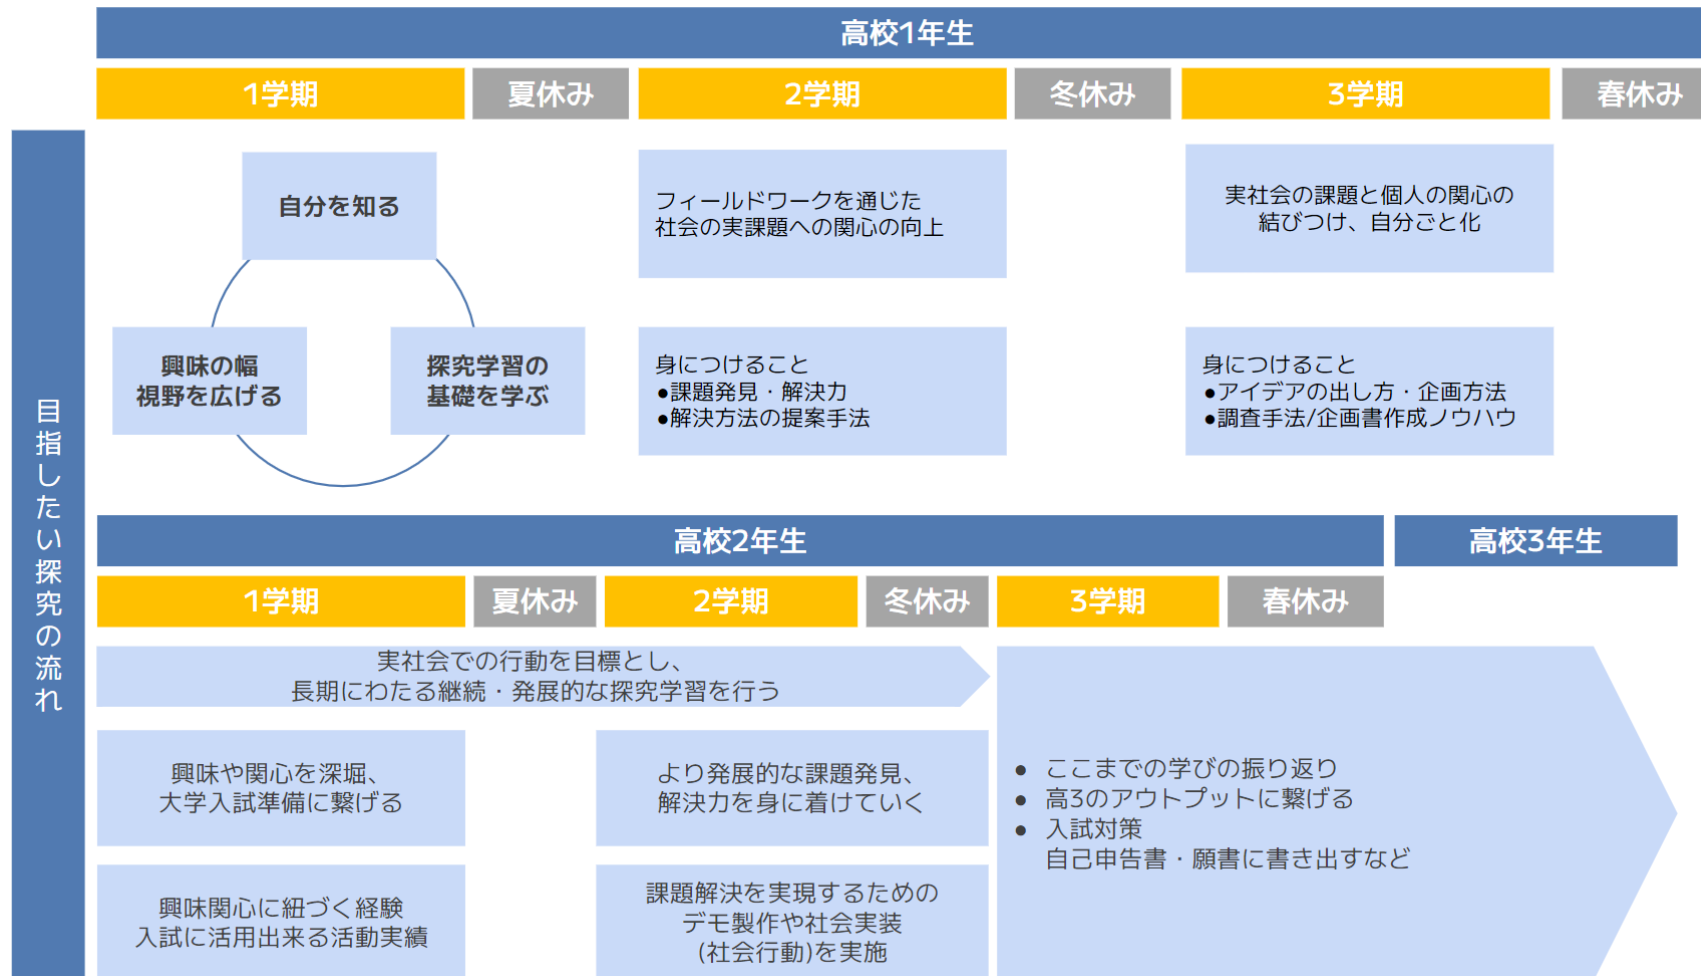 高校1年生
1学期
夏休み
2学期
冬休み
3学期
春休み
目指したい探究の流れ
自分を知る
興味の幅
視野を広げる
探究学習の
基礎を学ぶ
フィールドワークを通じた
社会の実課題への関心の向上
身につけること
●課題発見・解決力
●解決方法の提案手法
実社会の課題と個人の関心の
結びつけ、自分ごと化
身につけること
●アイデアの出し方・企画方法
●調査手法/企画書作成ノウハウ
高校2年生
高校3年生
1学期
夏休み
2学期
冬休み
3学期
春休み
実社会での行動を目標とし、
長期にわたる継続・発展的な探究学習を行う
興味や関心を深堀、
大学入試準備に繋げる
興味関心に紐づく経験
入試に活用出来る活動実績
より発展的な課題発見、
解決力を身に着けていく
課題解決を実現するための
デモ製作や社会実装
(社会行動)を実施
● ここまでの学びの振り返り
● 高3のアウトプットに繋げる
● 入試対策
自己申告書・願書に書き出すなど